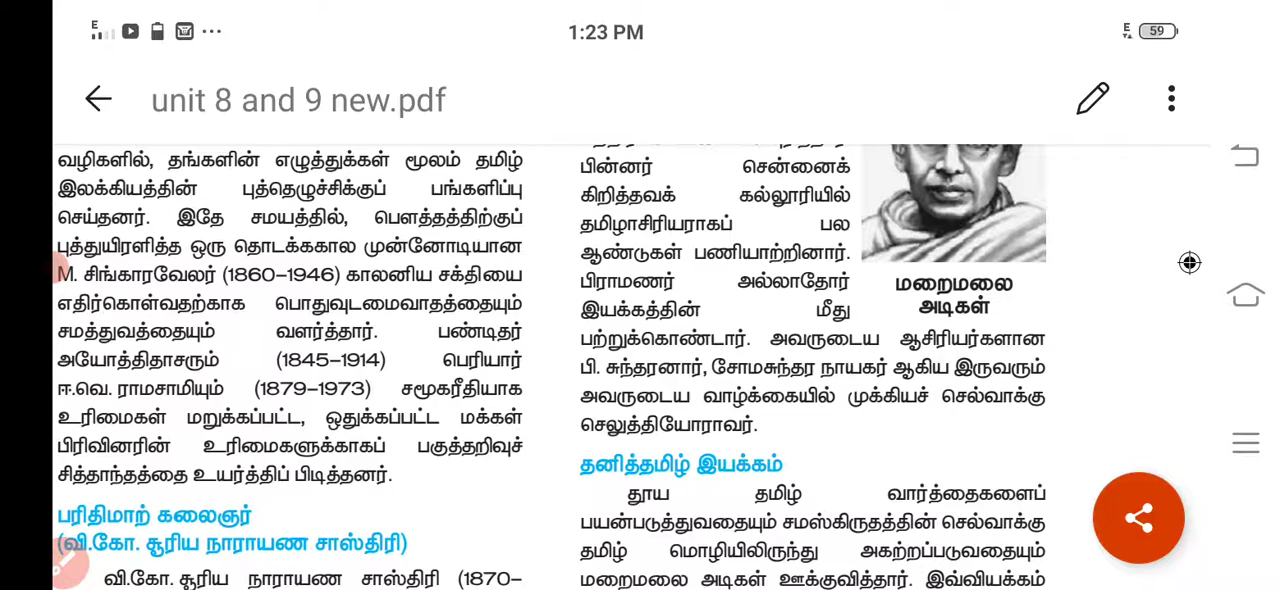 1:23 PM
59
unit 8 and 9 new.pdf
வழிகளில், தங்களின் எழுத்துக்கள் மூலம் தமிழ்
இலக்கியத்தின் புத்தெழுச்சிக்குப் பங்களிப்பு
செய்தனர். இதே சமயத்தில், பௌத்தத்திற்குப்
புத்துயிரளித்த ஒரு தொடக்ககால முன்னோடியான
M. சிங்காரவேலர் (1860–1946) காலனிய சக்தியை
எதிர்கொள்வதற்காக பொதுவுடமைவாதத்தையும்
சமத்துவத்தையும் வளர்த்தார். பண்டிதர்
அயோத்திதாசரும் (1845–1914) பெரியார்
ஈ.வெ. ராமசாமியும் (1879–1973) சமூகரீதியாக
உரிமைகள் மறுக்கப்பட்ட, ஒதுக்கப்பட்ட மக்கள்
பிரிவினரின் உரிமைகளுக்காகப் பகுத்தறிவுச்
சித்தாந்தத்தை உயர்த்திப் பிடித்தனர்.
பரிதிமாற் கலைஞர்
(வி.கோ. சூரிய நாராயண சாஸ்திரி)
வி.கோ. சூரிய நாராயண சாஸ்திரி (1870–
பின்னர் சென்னைக்
கிறித்தவக் கல்லூரியில்
தமிழாசிரியராகப் பல
ஆண்டுகள் பணியாற்றினார்.
பிராமணர் அல்லாதோர்
இயக்கத்தின் மீது
பற்றுக்கொண்டார். அவருடைய ஆசிரியர்களான
பி. சுந்தரனார், சோமசுந்தர நாயகர் ஆகிய இருவரும்
அவருடைய வாழ்க்கையில் முக்கியச் செல்வாக்கு
செலுத்தியோராவர்.
மறைமலை
அடிகள்
தனித்தமிழ் இயக்கம்
தூய தமிழ் வார்த்தைகளைப்
பயன்படுத்துவதையும் சமஸ்கிருதத்தின் செல்வாக்கு
தமிழ் மொழியிலிருந்து அகற்றப்படுவதையும்
மறைமலை அடிகள் ஊக்குவித்தார். இவ்வியக்கம்